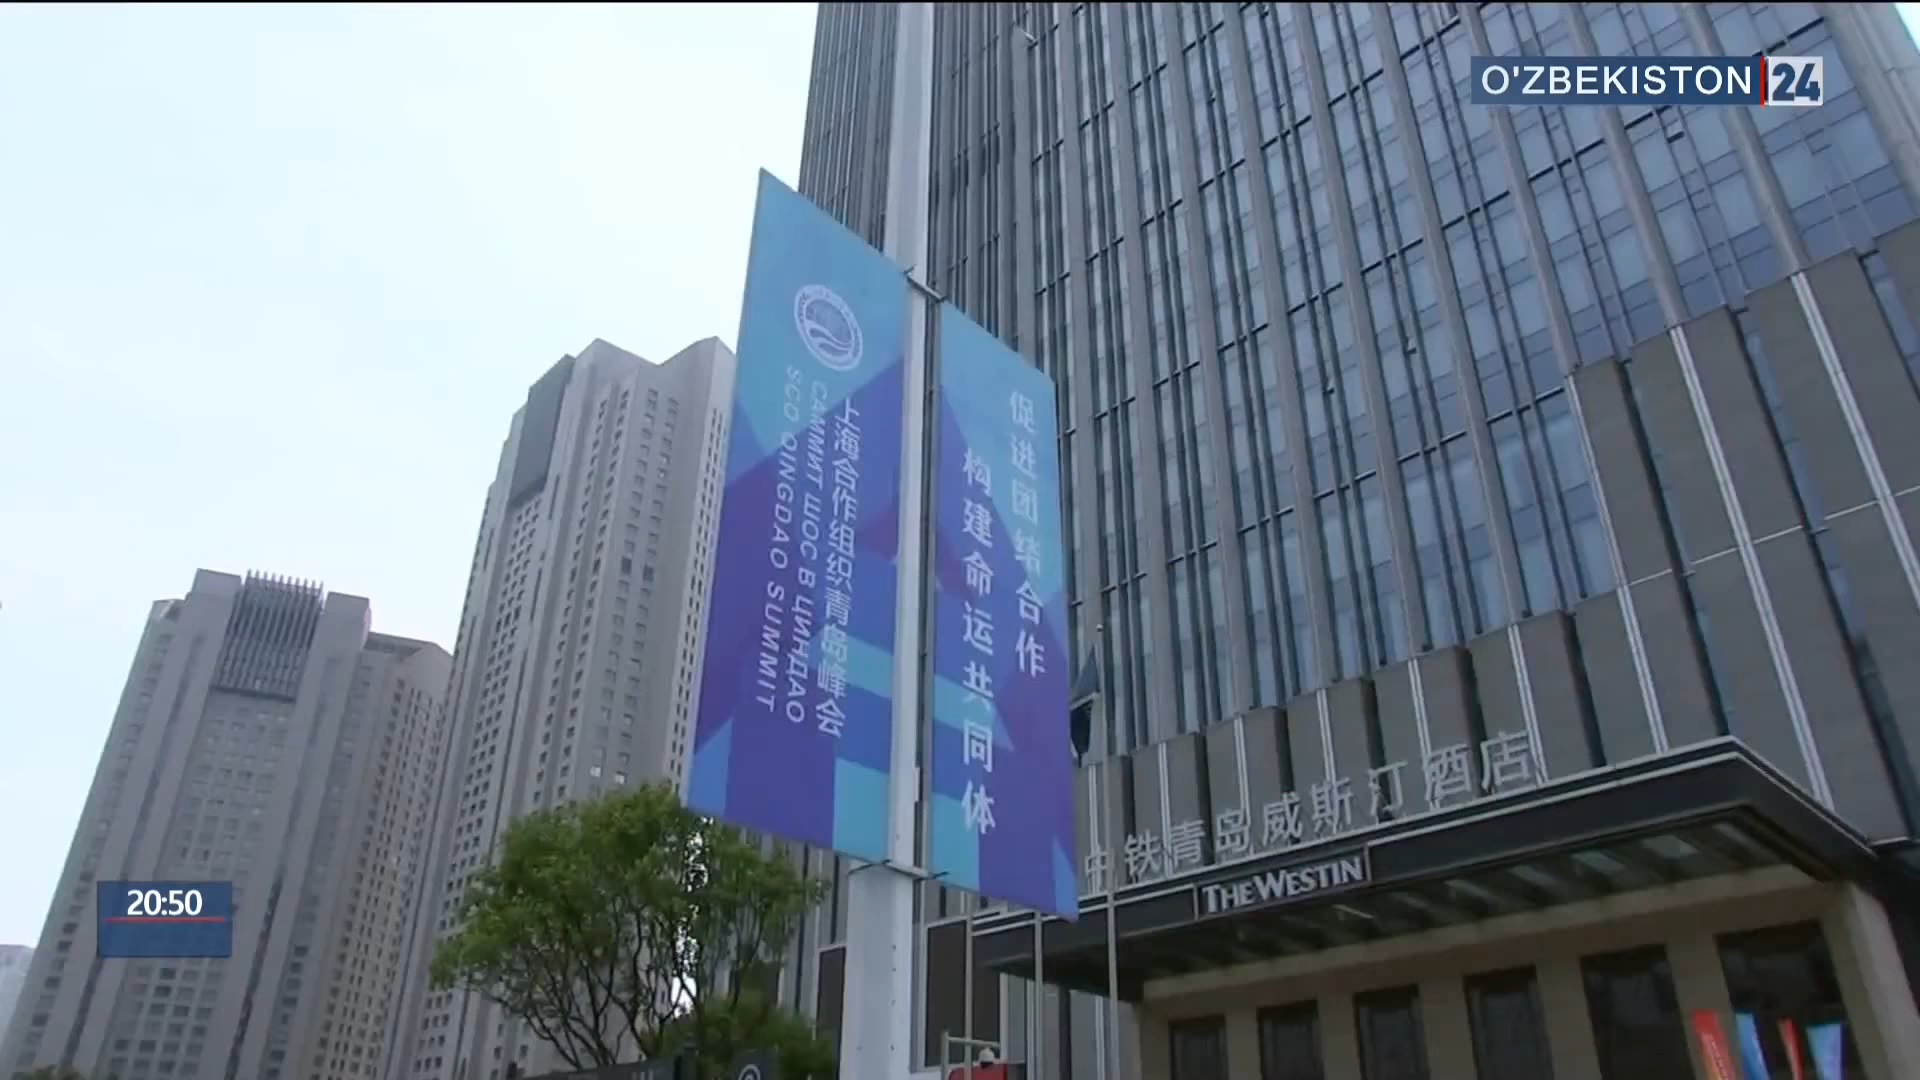 O'ZBEKISTON 24
上海合作组织青岛峰会
САММИТ ШОС В ЦИНДАО
SCO QINGDAO SUMMIT
促进团结合作
构建命运共同体
中铁青岛威斯汀酒店
THE WESTIN
20:50